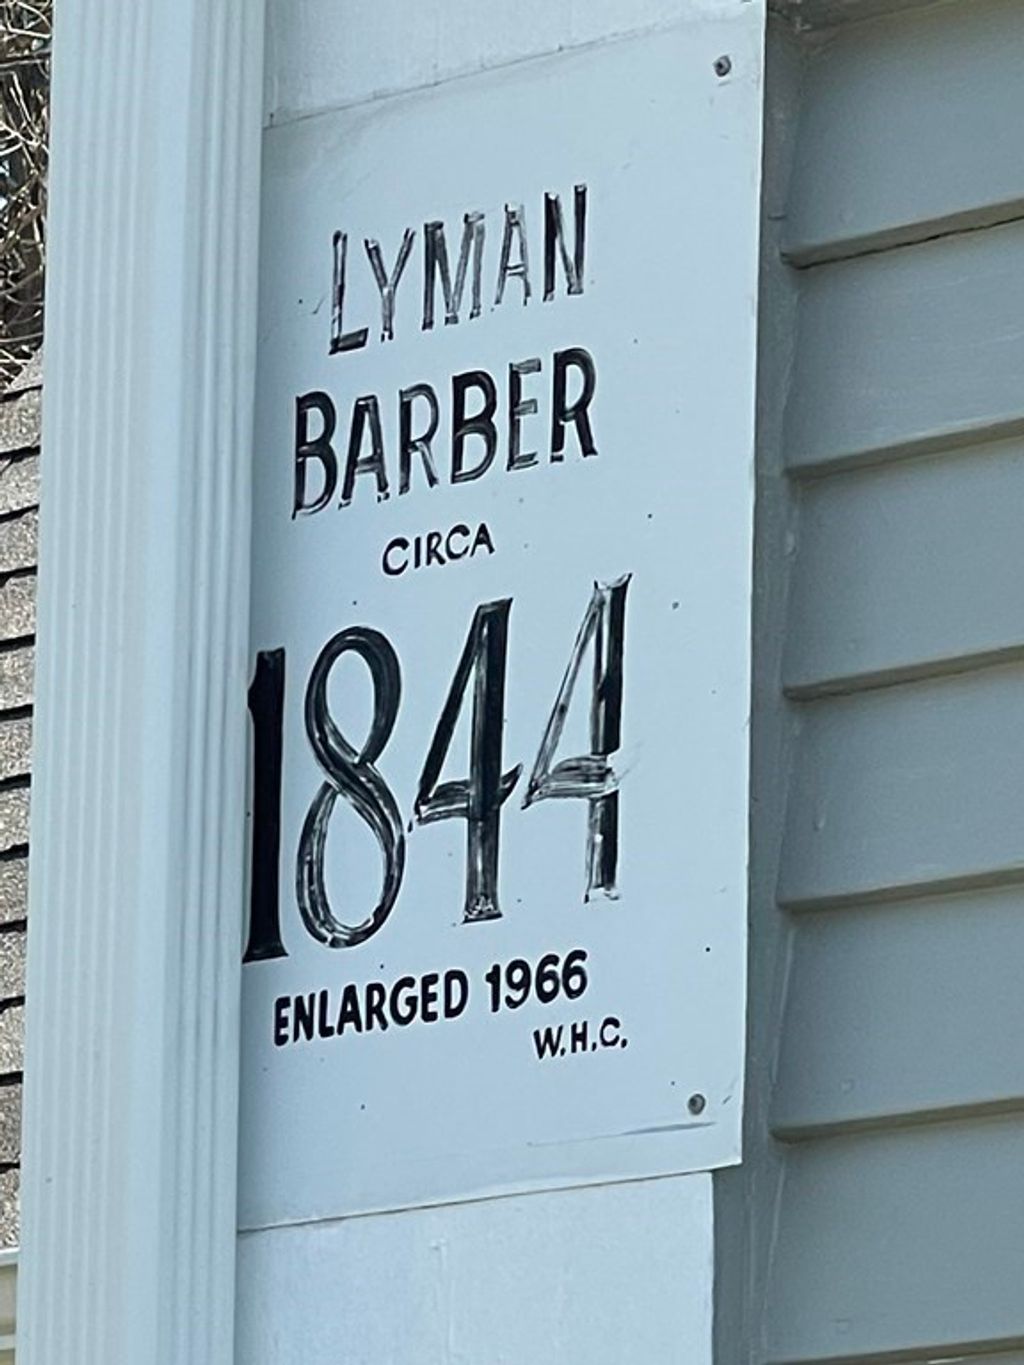 LYMAN
BARBER
CIRCA
1844
ENLARGED 1966
W.H.C.